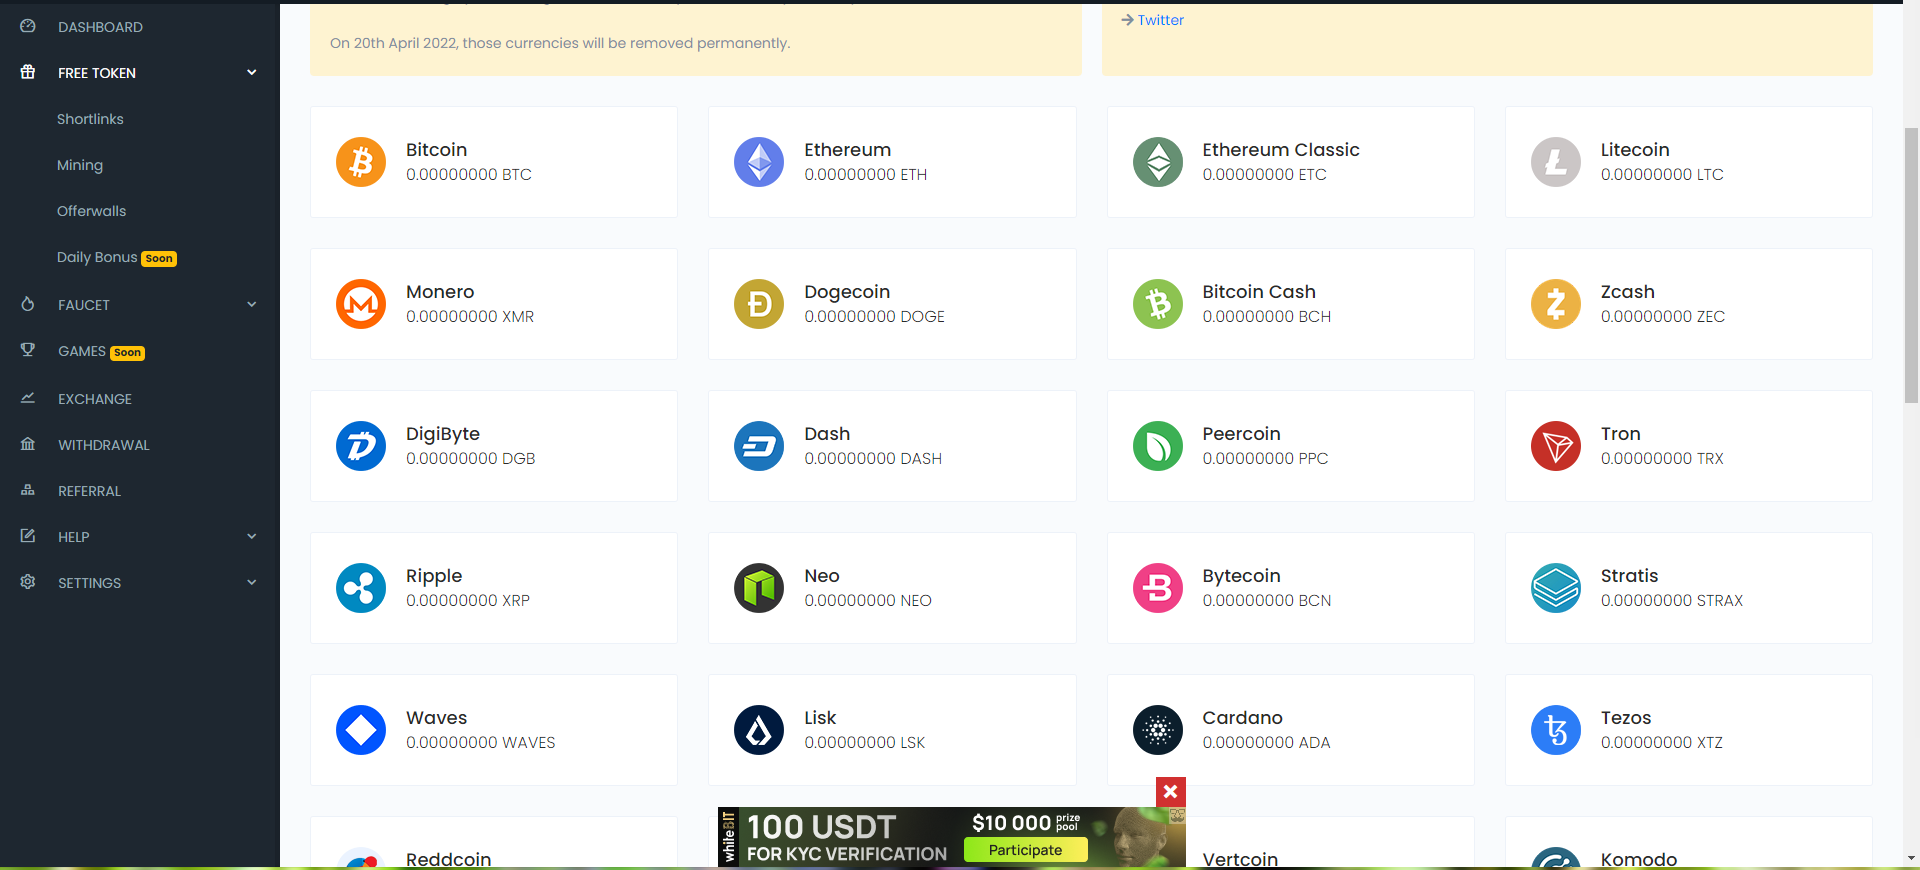 DASHBOARD
FREE TOKEN
Shortlinks
Mining
Offerwalls
Daily Bonus Soon
FAUCET
GAMES Soon
EXCHANGE
WITHDRAWAL
REFERRAL
HELP
SETTINGS
On 20th April 2022, those currencies will be removed permanently.
Twitter
Bitcoin
0.00000000 BTC
Ethereum
0.00000000 ETH
Ethereum Classic
0.00000000 ETC
Litecoin
0.00000000 LTC
Monero
0.00000000 XMR
Dogecoin
0.00000000 DOGE
Bitcoin Cash
0.00000000 BCH
Zcash
0.00000000 ZEC
DigiByte
0.00000000 DGB
Dash
0.00000000 DASH
Peercoin
0.00000000 PPC
Tron
0.00000000 TRX
Ripple
0.00000000 XRP
Neo
0.00000000 NEO
Bytecoin
0.00000000 BCN
Stratis
0.00000000 STRAX
Waves
0.00000000 WAVES
Lisk
0.00000000 LSK
Cardano
0.00000000 ADA
Tezos
0.00000000 XTZ
Reddcoin
whiteBIT
100 USDT
FOR KYC VERIFICATION
$10 000 prize pool
Participate
Vertcoin
Komodo